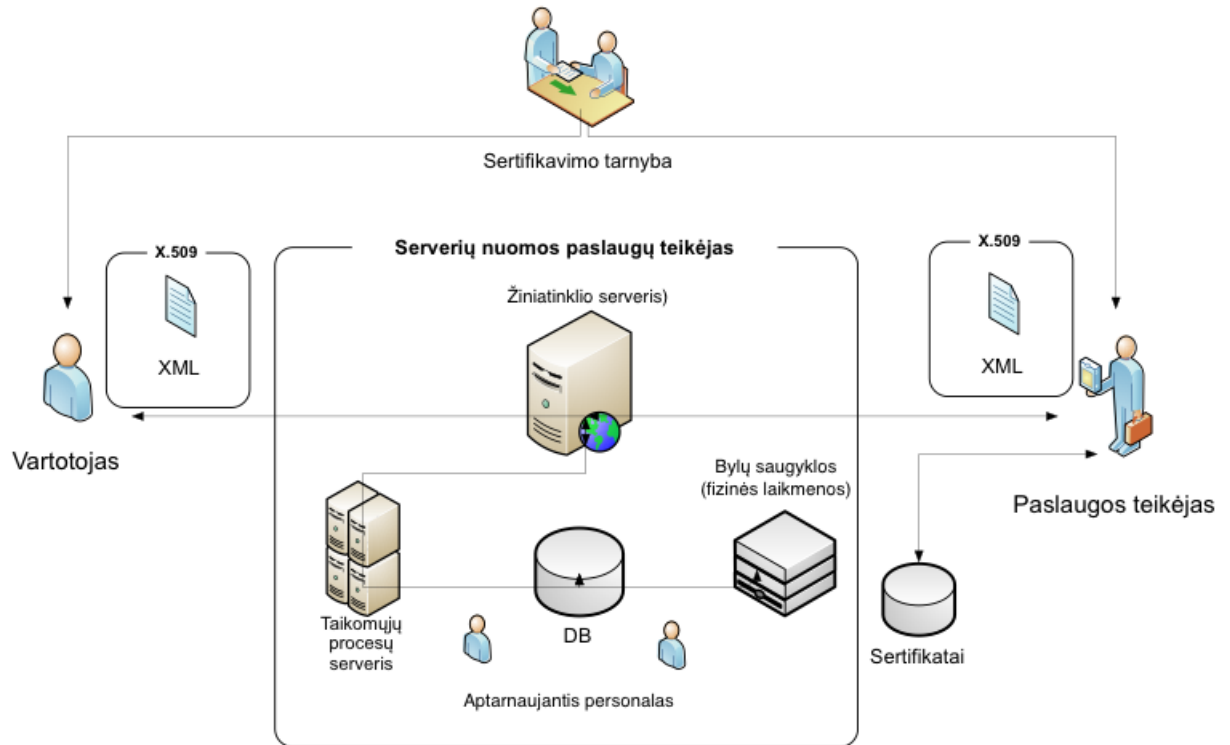 Sertifikavimo tarnyba
X.509
XML
Vartotojas
Serverių nuomos paslaugų teikėjas
Žiniatinklio serveris)
Taikomųjų
procesų
serveris
DB
Bylų saugyklos
(fizinės laikmenos)
Aptarnaujantis personalas
X.509
XML
Paslaugos teikėjas
Sertifikatai